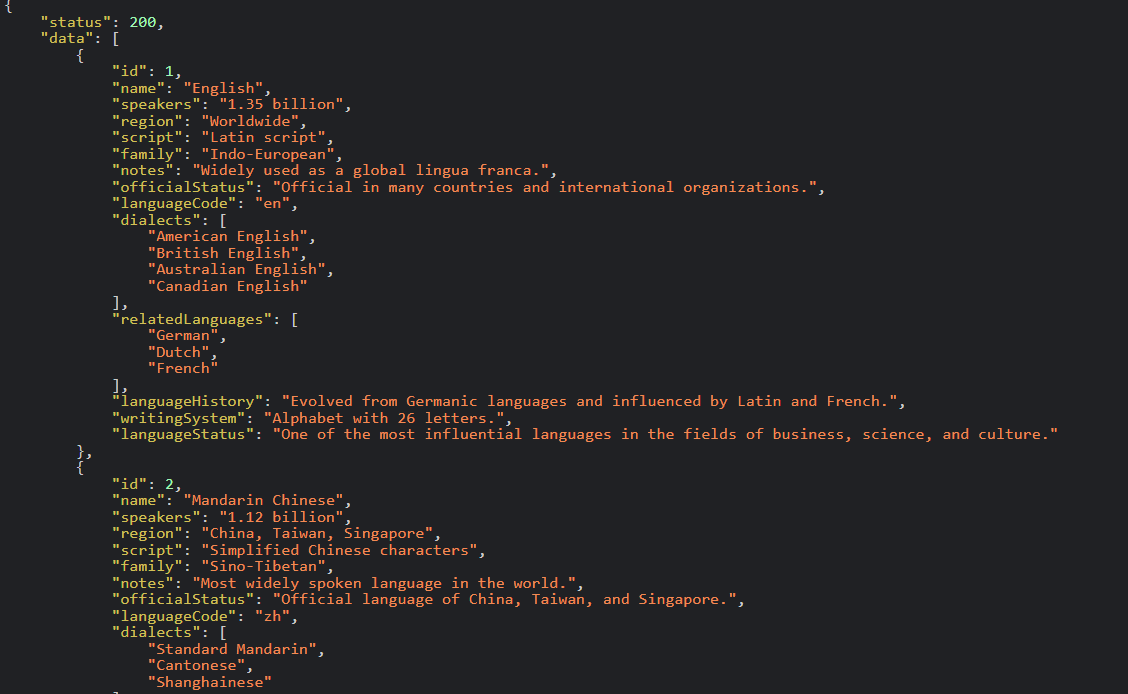 {
    "status": 200,
    "data": [
        {
            "id": 1,
            "name": "English",
            "speakers": "1.35 billion",
            "region": "Worldwide",
            "script": "Latin script",
            "family": "Indo-European",
            "notes": "Widely used as a global lingua franca.",
            "officialStatus": "Official in many countries and international organizations.",
            "languageCode": "en",
            "dialects": [
                "American English",
                "British English",
                "Australian English",
                "Canadian English"
            ],
            "relatedLanguages": [
                "German",
                "Dutch",
                "French"
            ],
            "languageHistory": "Evolved from Germanic languages and influenced by Latin and French.",
            "writingSystem": "Alphabet with 26 letters.",
            "languageStatus": "One of the most influential languages in the fields of business, science, and culture."
        },
        {
            "id": 2,
            "name": "Mandarin Chinese",
            "speakers": "1.12 billion",
            "region": "China, Taiwan, Singapore",
            "script": "Simplified Chinese characters",
            "family": "Sino-Tibetan",
            "notes": "Most widely spoken language in the world.",
            "officialStatus": "Official language of China, Taiwan, and Singapore.",
            "languageCode": "zh",
            "dialects": [
                "Standard Mandarin",
                "Cantonese",
                "Shanghainese"